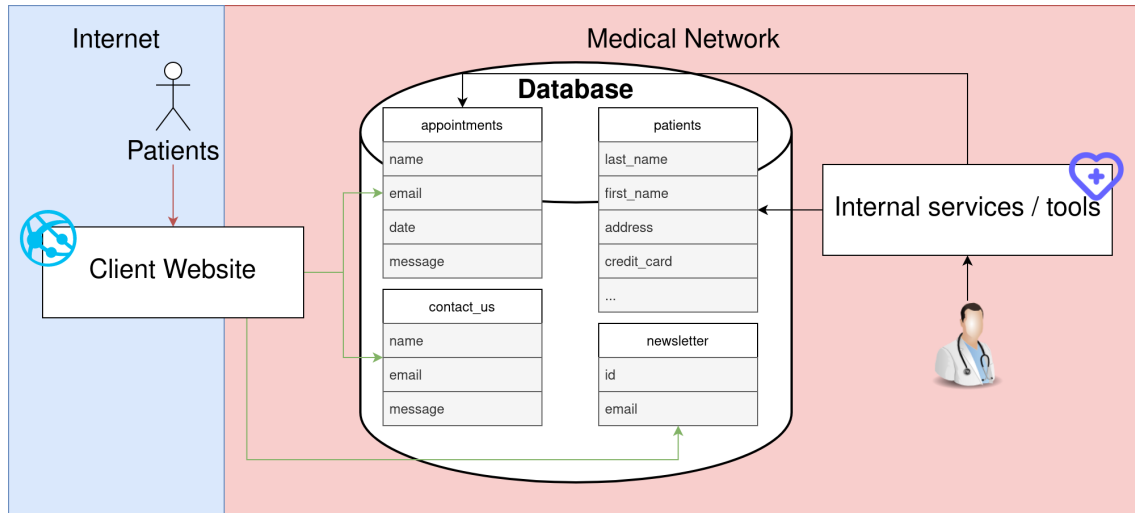 Internet
Medical Network
Patients
Client Website
Database
appointments
name
email
date
message
contact_us
name
email
message
patients
last_name
first_name
address
credit_card
...
newsletter
id
email
Internal services / tools